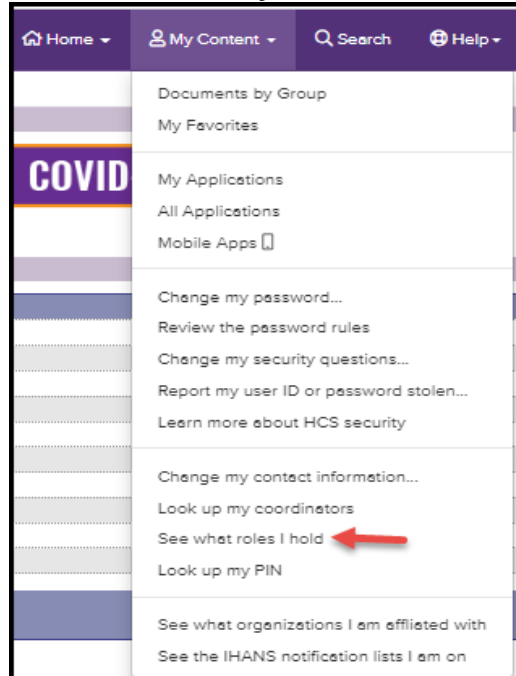 Home My Content Search Help
Documents by Group
My Favorites
COVID
My Applications
All Applications
Mobile Apps
Change my password...
Review the password rules
Change my security questions...
Report my user ID or password stolen...
Learn more about HCS security
Change my contact information...
Look up my coordinators
See what roles I hold
Look up my PIN
See what organizations I am affliated with
See the IHANS notification lists I am on